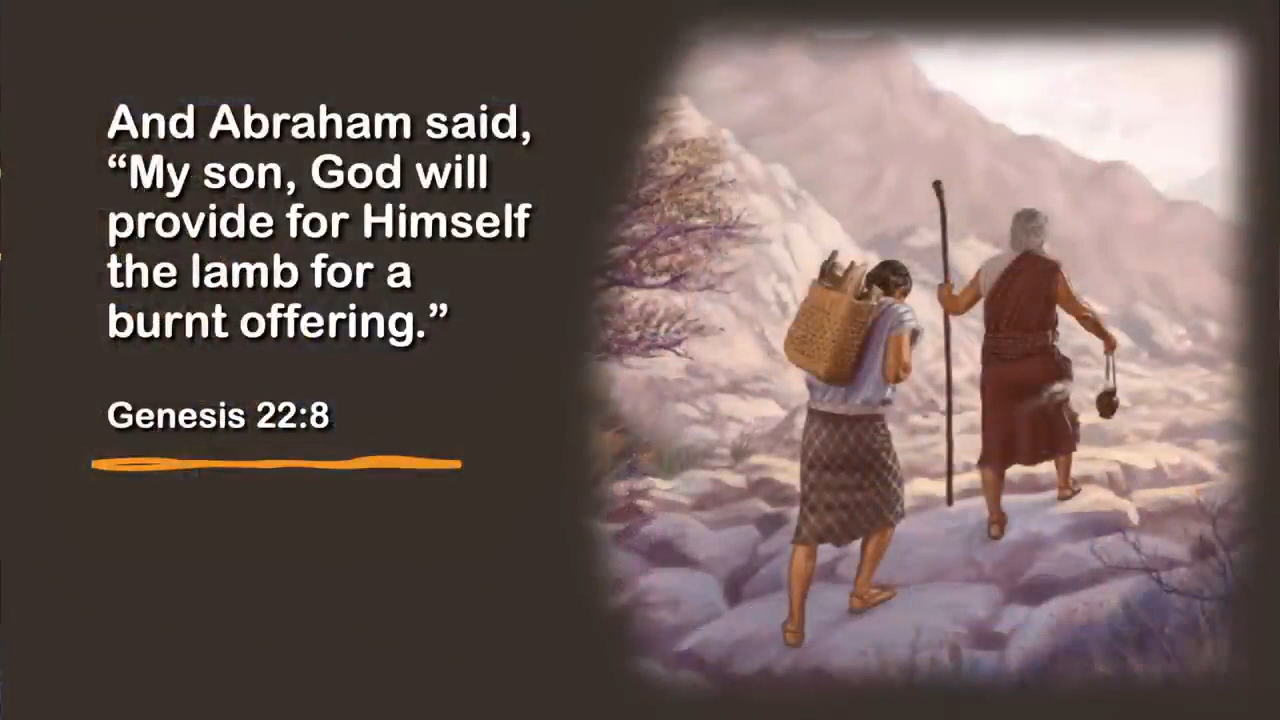 And Abraham said,
“My son, God will
provide for Himself
the lamb for a
burnt offering.”
Genesis 22:8